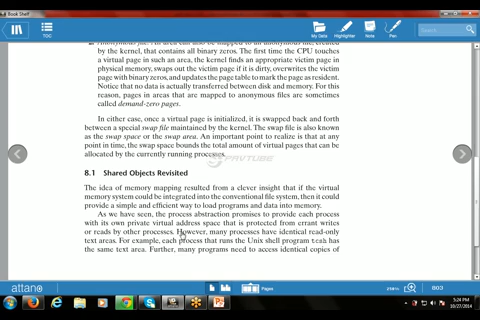 Book Shelf
TOC
My Data
Highlighter
Note
Pen
Search
Anonymous file: An area can also be mapped to an anonymous file, created
by the kernel, that contains all binary zeros. The first time the CPU touches
a virtual page in such an area, the kernel finds an appropriate victim page in
physical memory, swaps out the victim page if it is dirty, overwrites the victim
page with binary zeros, and updates the page table to mark the page as resident.
Notice that no data is actually transferred between disk and memory. For this
reason, pages in areas that are mapped to anonymous files are sometimes
called demand-zero pages.
In either case, once a virtual page is initialized, it is swapped back and forth
between a special swap file maintained by the kernel. The swap file is also known
as the swap space or the swap area. An important point to realize is that at any
point in time, the swap space bounds the total amount of virtual pages that can be
allocated by the currently running processes.
PAVTUBE
8.1 Shared Objects Revisited
The idea of memory mapping resulted from a clever insight that if the virtual
memory system could be integrated into the conventional file system, then it could
provide a simple and efficient way to load programs and data into memory.
As we have seen, the process abstraction promises to provide each process
with its own private virtual address space that is protected from errant writes
or reads by other processes. However, many processes have identical read-only
text areas. For example, each process that runs the Unix shell program tcsh has
the same text area. Further, many programs need to access identical copies of
attano
Pages
ZOOM
603
5:24 PM
10/27/2014